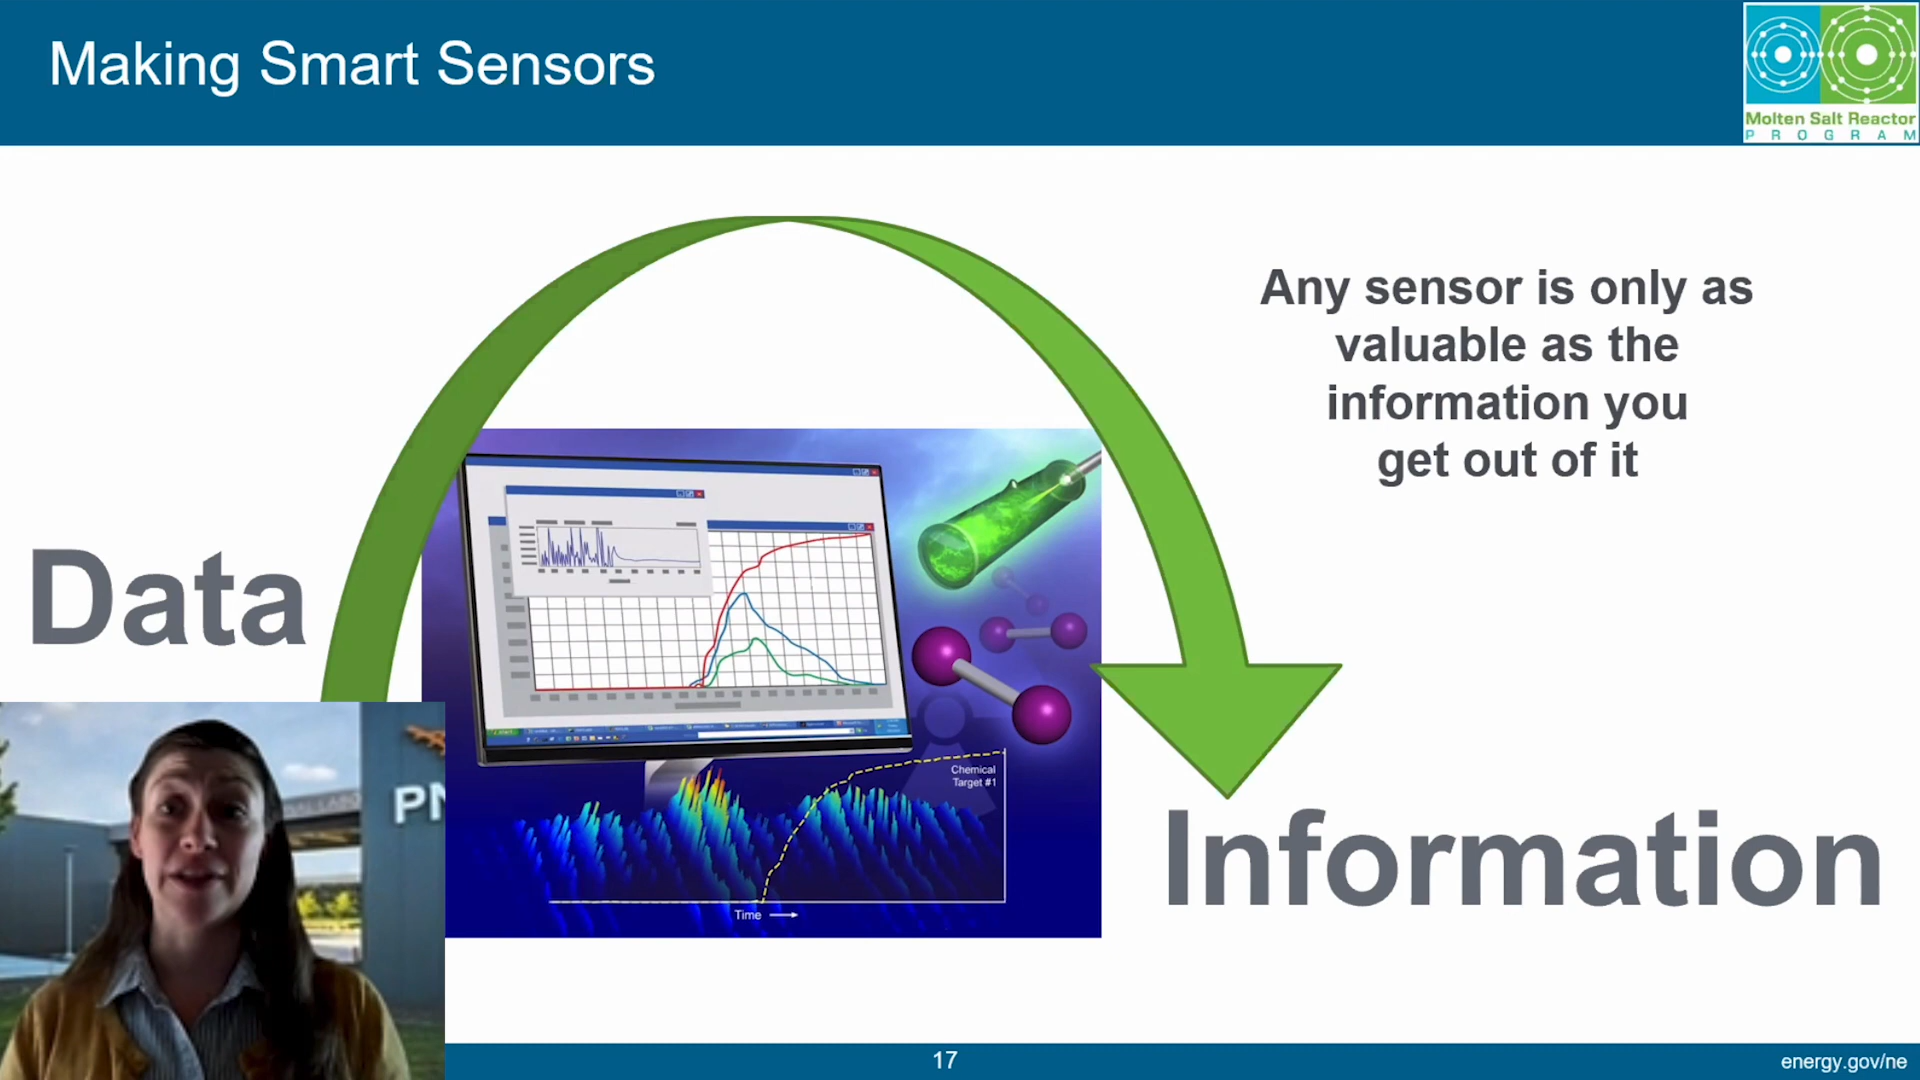 Making Smart Sensors
Molten Salt Reactor
PROGRAM
Any sensor is only as
valuable as the
information you
get out of it
Data
Chemical
Target #1
Time
Information
17
energy.gov/ne